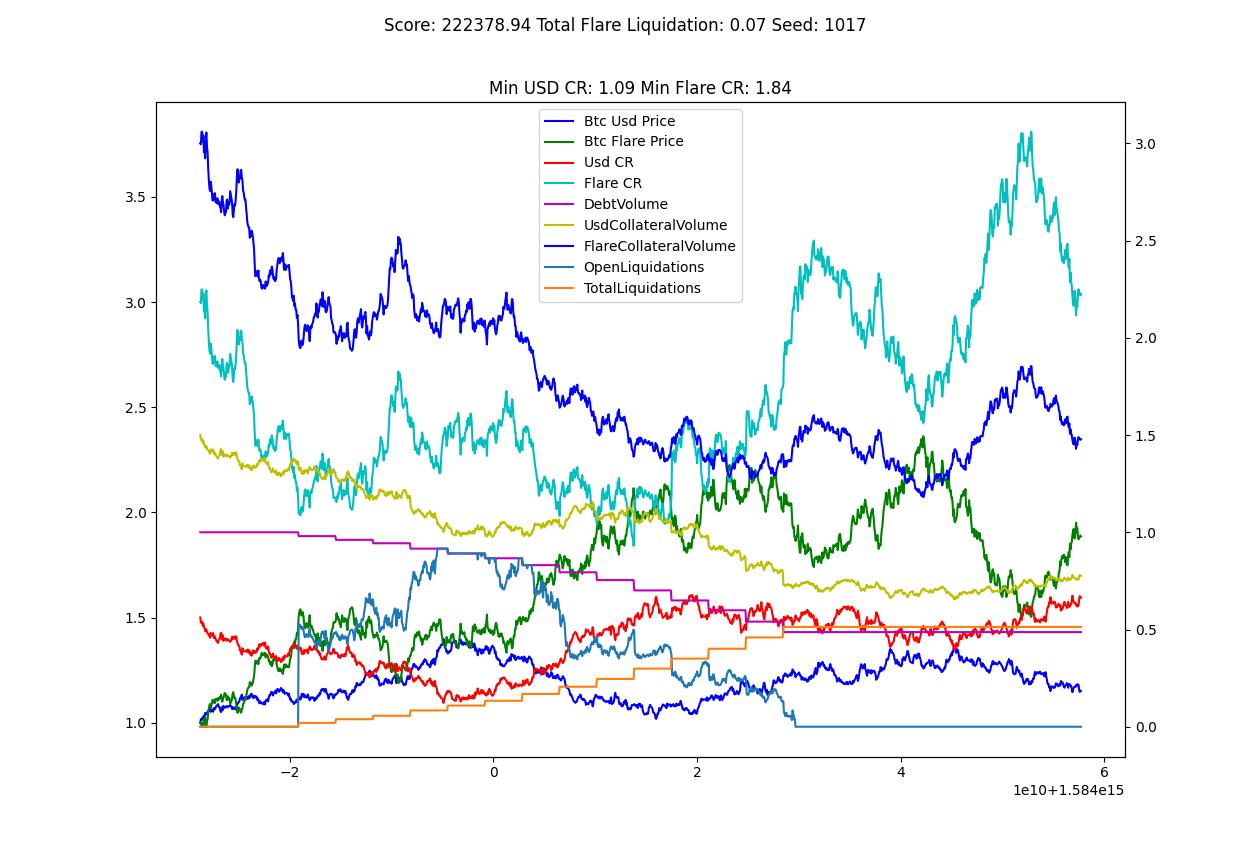 Score: 222378.94 Total Flare Liquidation: 0.07 Seed: 1017
Min USD CR: 1.09 Min Flare CR: 1.84
Btc Usd Price
Btc Flare Price
Usd CR
Flare CR
DebtVolume
UsdCollateralVolume
FlareCollateralVolume
OpenLiquidations
TotalLiquidations
3.5
3.0
2.5
2.0
1.5
1.0
3.0
2.5
2.0
1.5
1.0
0.5
0.0
−2 0 2 4 6
1e10+1.584e15